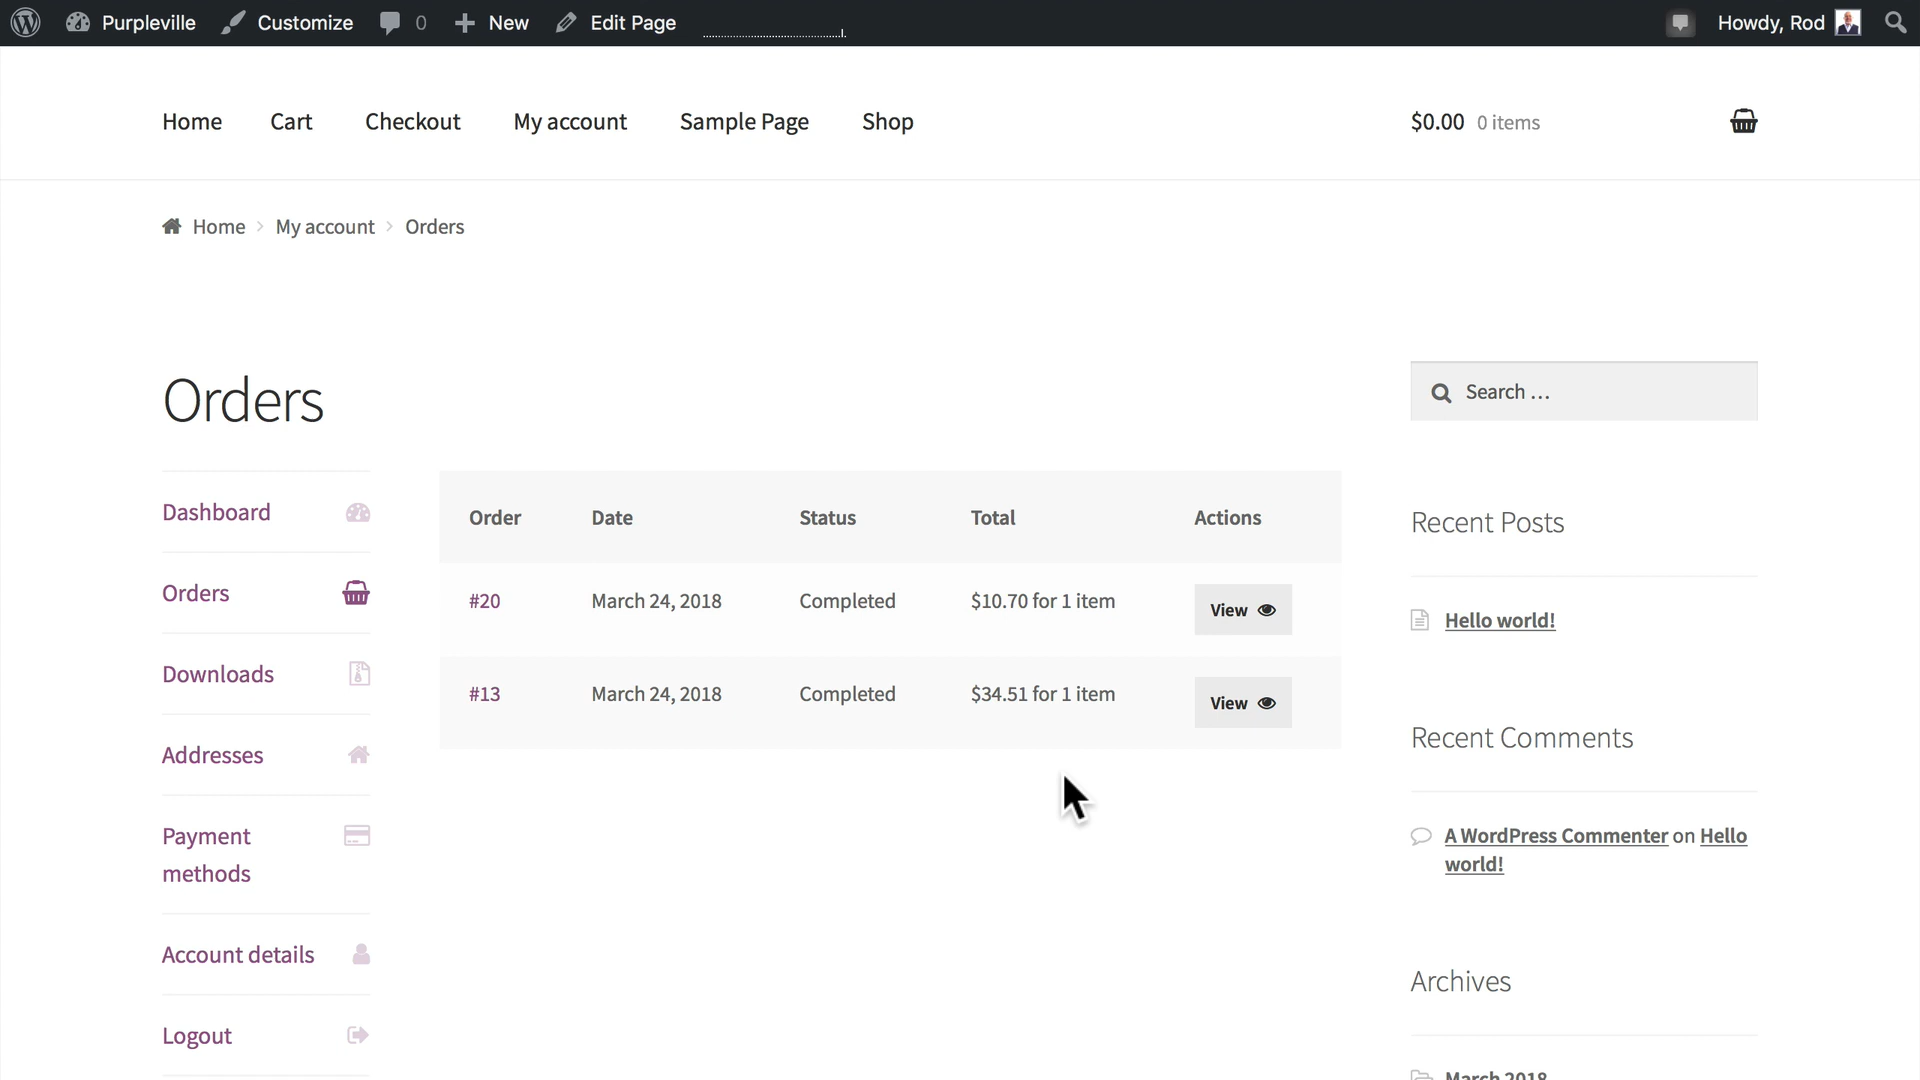 Purpleville Customize 0 New Edit Page Howdy, Rod
Home Cart Checkout My account Sample Page Shop $0.00 0 items
Home My account Orders
Orders
Search …
Dashboard
Orders
Downloads
Addresses
Payment
methods
Account details
Logout
Order Date Status Total Actions
#20 March 24, 2018 Completed $10.70 for 1 item View
#13 March 24, 2018 Completed $34.51 for 1 item View
Recent Posts
Hello world!
Recent Comments
A WordPress Commenter on Hello
world!
Archives
March 2018